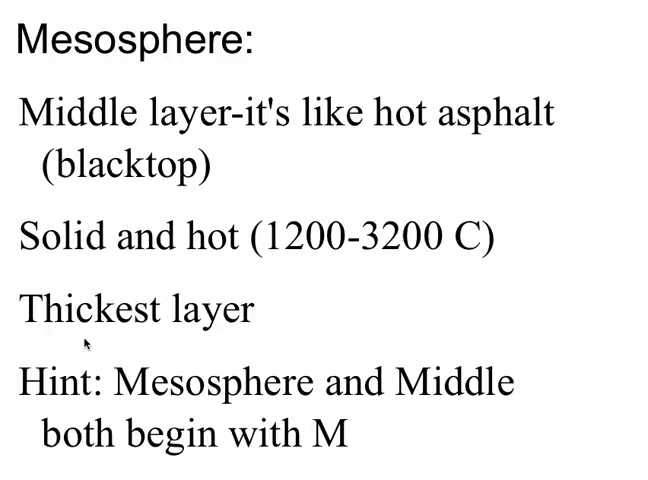 Mesosphere:
Middle layer-it's like hot asphalt
(blacktop)
Solid and hot (1200-3200 C)
Thickest layer
Hint: Mesosphere and Middle
both begin with M